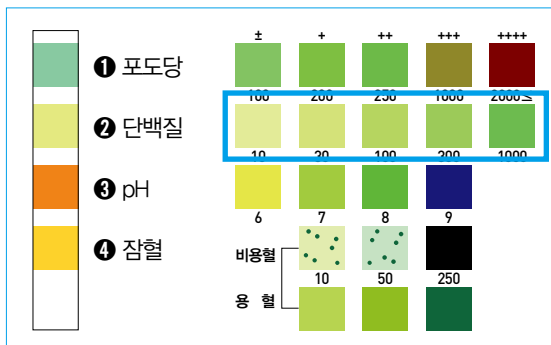 ± + ++ +++ ++++
❶ 포도당
100 200 250 1000 2000≤
❷ 단백질
10 30 100 300 1000
❸ pH
6 7 8 9
❹ 잠혈
비용혈
10 50 250
용 혈